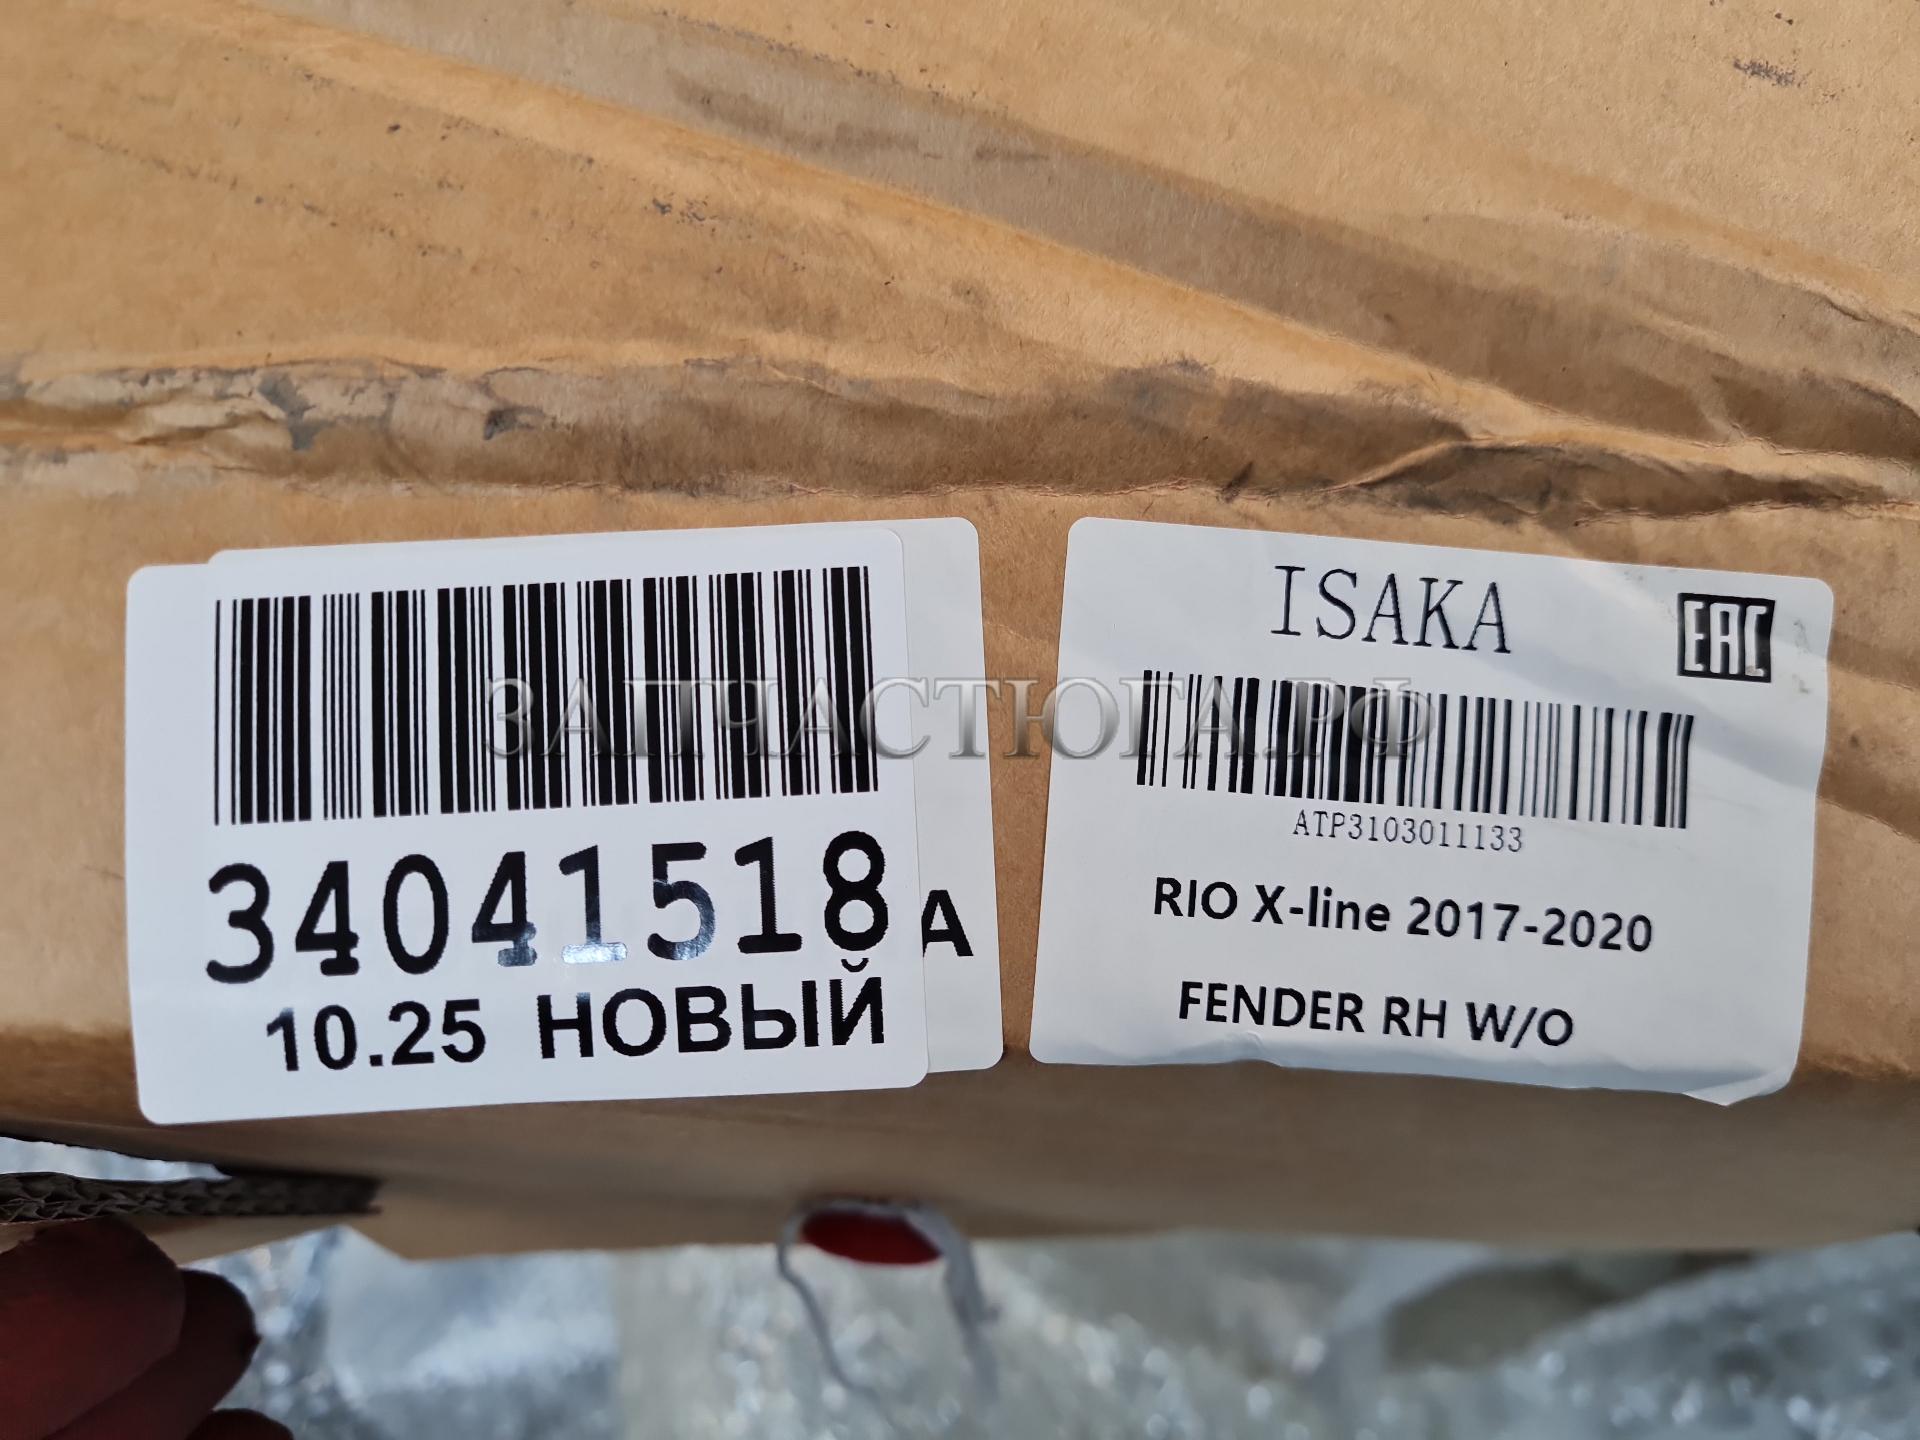 34041518
10.25 НОВЫЙ
А
ISAKA
EAC
ATP3103011133
RIO X-line 2017-2020
FENDER RH W/O
ЗАПЧАСТЮГА.РФ